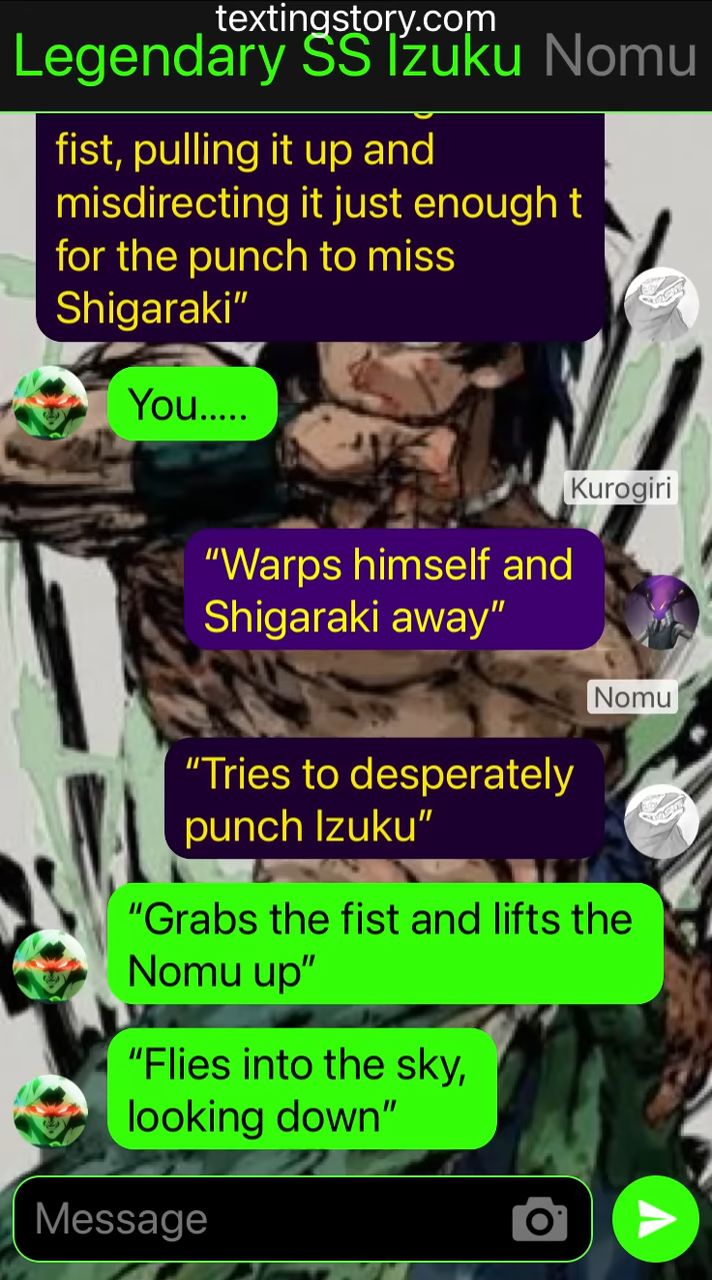 textingstory.com
Legendary SS Izuku Nomu
fist, pulling it up and
misdirecting it just enough t
for the punch to miss
Shigaraki”
You.....
Kurogiri
“Warps himself and
Shigaraki away”
Nomu
“Tries to desperately
punch Izuku”
“Grabs the fist and lifts the
Nomu up”
“Flies into the sky,
looking down”
Message